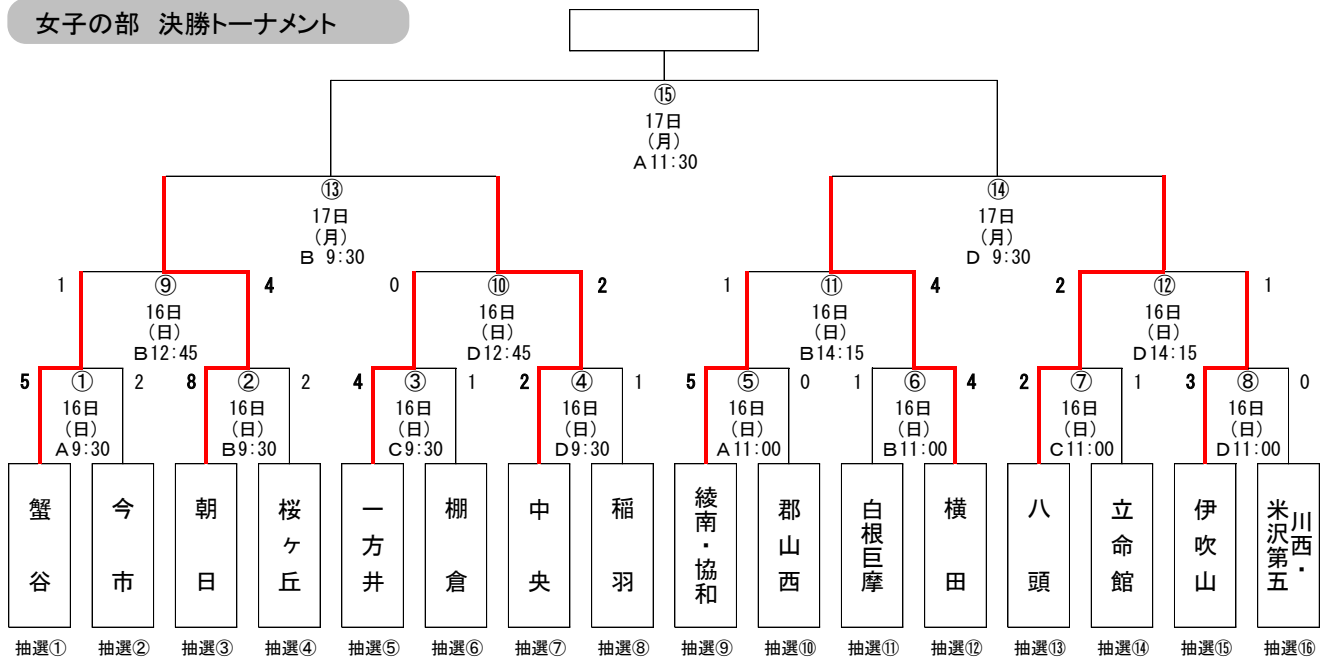 女子の部 決勝トーナメント
⑮
17日
(月)
A11:30
⑬
17日
(月)
B 9:30
⑭
17日
(月)
D 9:30
1 ⑨ 4
16日
(日)
B12:45
0 ⑩ 2
16日
(日)
D12:45
1 ⑪ 4
16日
(日)
B14:15
2 ⑫ 1
16日
(日)
D14:15
5 ① 2
16日
(日)
A9:30
8 ② 2
16日
(日)
B9:30
4 ③ 1
16日
(日)
C9:30
2 ④ 1
16日
(日)
D9:30
5 ⑤ 0
16日
(日)
A11:00
1 ⑥ 4
16日
(日)
B11:00
2 ⑦ 1
16日
(日)
C11:00
3 ⑧ 0
16日
(日)
D11:00
蟹谷
今市
朝日
桜ヶ丘
一方井
棚倉
中央
稲羽
綾南・協和
郡山西
白根巨摩
横田
八頭
立命館
伊吹山
川西・
米沢第五
抽選① 抽選② 抽選③ 抽選④ 抽選⑤ 抽選⑥ 抽選⑦ 抽選⑧ 抽選⑨ 抽選⑩ 抽選⑪ 抽選⑫ 抽選⑬ 抽選⑭ 抽選⑮ 抽選⑯